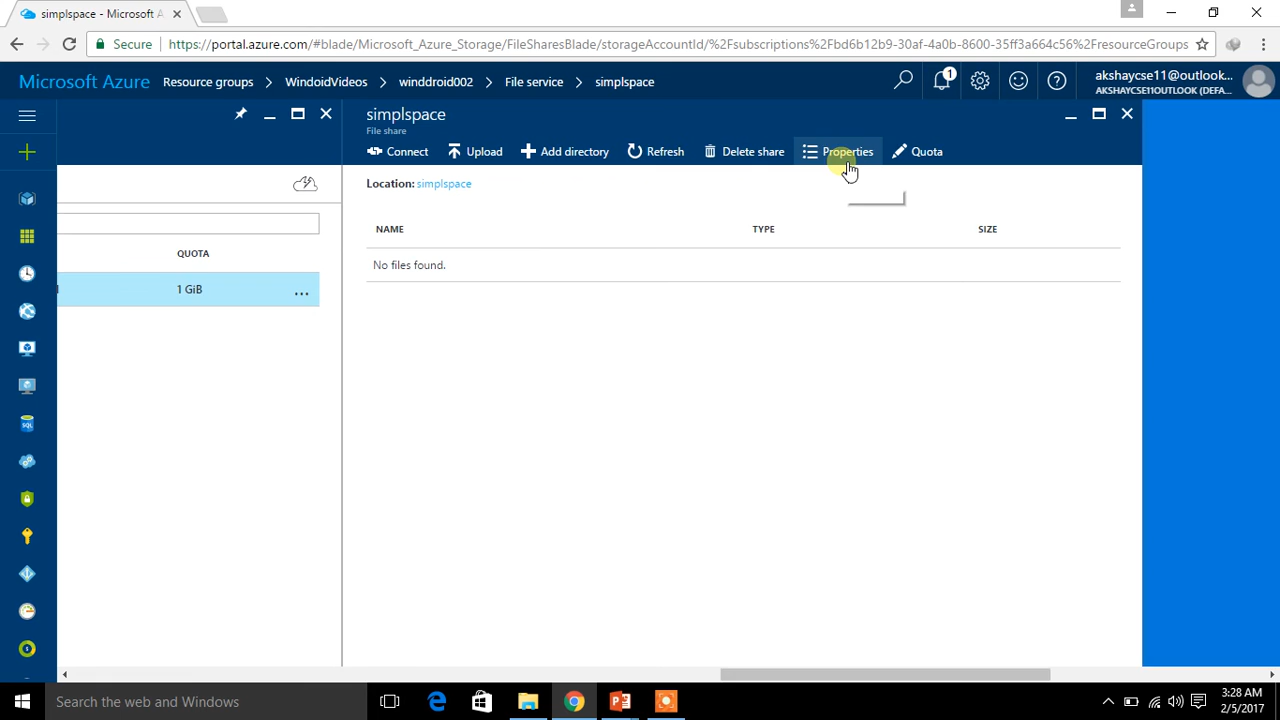 simplspace - Microsoft A
Secure https://portal.azure.com/#blade/Microsoft_Azure_Storage/FileSharesBlade/storageAccountId/%2Fsubscriptions%2Fbd6b12b9-30af-4a0b-8600-35ff3a664c56%2FresourceGroups
Microsoft Azure Resource groups > WindoidVideos > winddroid002 > File service > simplspace
1
akshaycse11@outlook...
AKSHAYCSE11OUTLOOK (DEFA...
simplspace
File share
Connect Upload Add directory Refresh Delete share Properties Quota
Location: simplspace
NAME TYPE SIZE
No files found.
QUOTA
1 GiB ...
SQL
Search the web and Windows
3:28 AM
2/5/2017